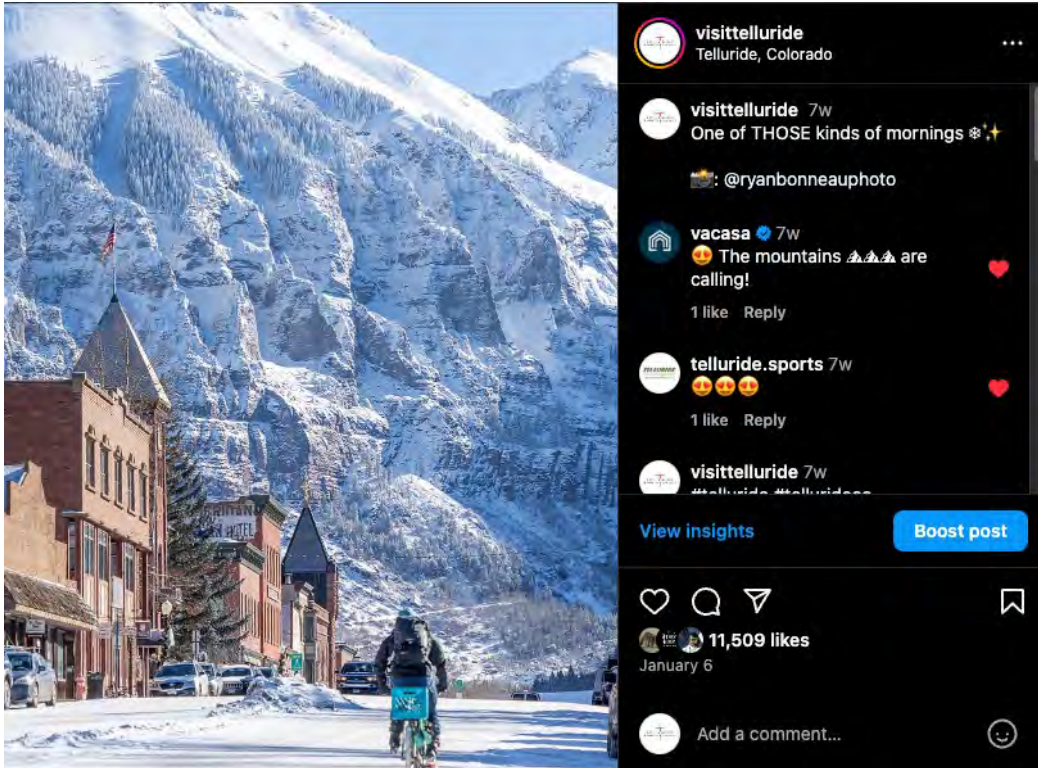 visittelluride
Telluride, Colorado
visittelluride 7w
One of THOSE kinds of mornings ❄✨
📸: @ryanbonneauphoto
vacasa 7w
😍 The mountains 🏔🏔🏔 are
calling!
1 like Reply
telluride.sports 7w
😍😍😍
1 like Reply
visittelluride 7w
View insights
Boost post
11,509 likes
January 6
Add a comment...
HOTEL